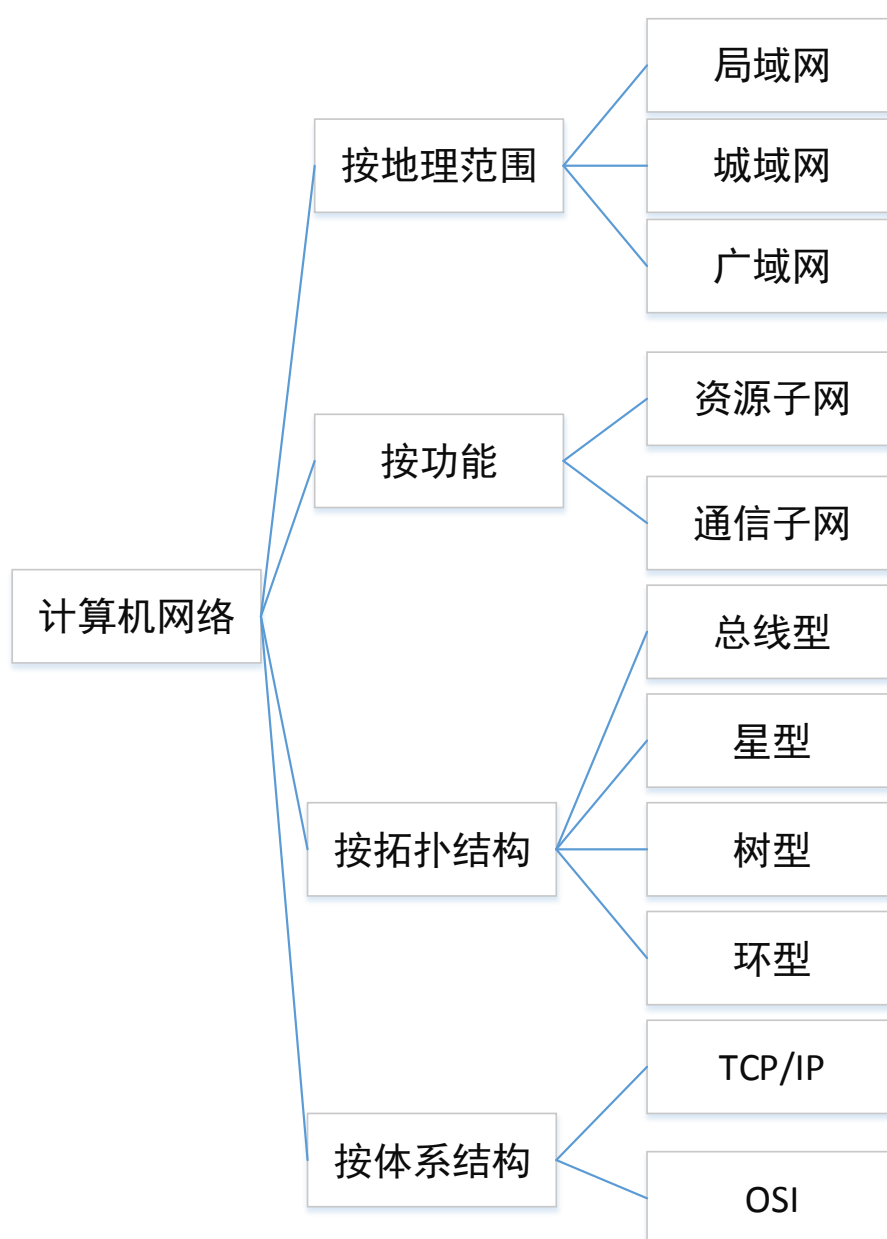 计算机网络
按地理范围
局域网
城域网
广域网
按功能
资源子网
通信子网
按拓扑结构
总线型
星型
树型
环型
按体系结构
TCP/IP
OSI